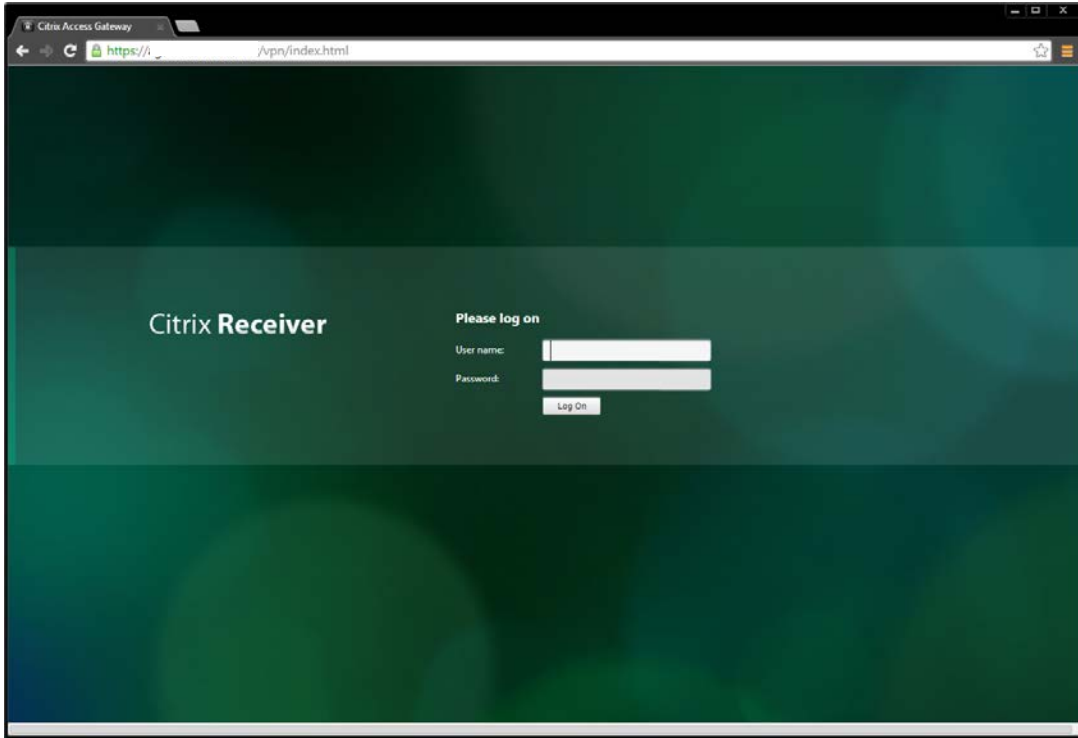 Citrix Access Gateway
https://
/vpn/index.html
Citrix Receiver
Please log on
User name:
Password:
Log On